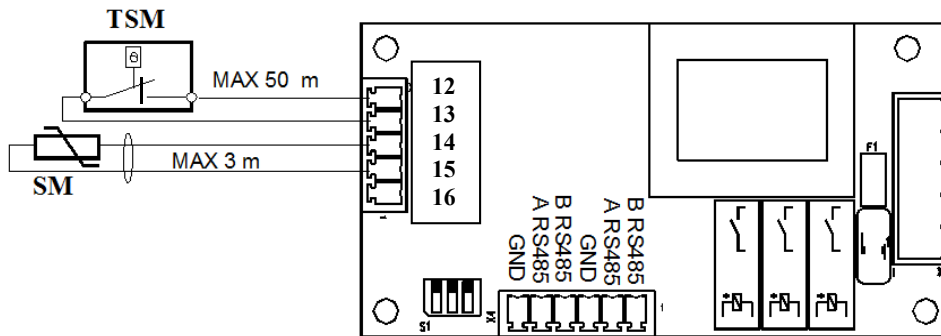 TSM
θ
MAX 50 m
12
13
14
15
16
MAX 3 m
SM
F1
GND
A RS485
B RS485
GND
A RS485
B RS485
S1
X4
1